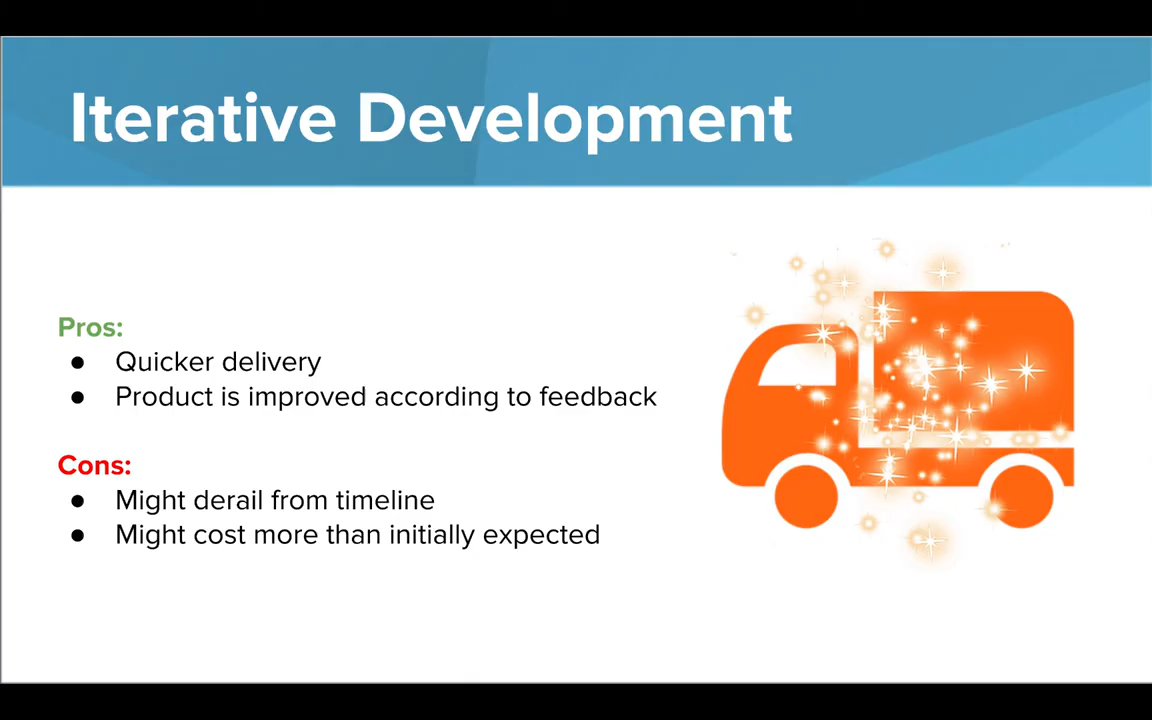 Iterative Development
Pros:
● Quicker delivery
● Product is improved according to feedback
Cons:
● Might derail from timeline
● Might cost more than initially expected